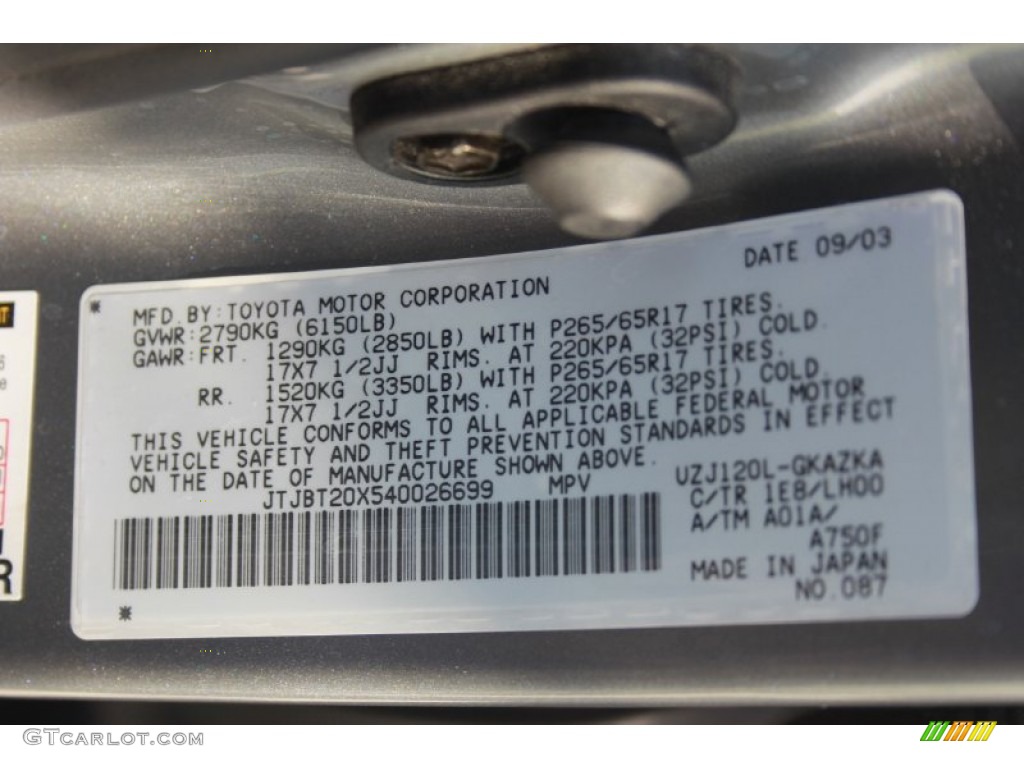 DATE 09/03
MFD. BY: TOYOTA MOTOR CORPORATION
GVWR: 2790KG (6150LB)
GAWR: FRT. 1290KG (2850LB) WITH P265/65R17 TIRES.
17X7 1/2JJ RIMS. AT 220KPA (32PSI) COLD.
RR. 1520KG (3350LB) WITH P265/65R17 TIRES.
17X7 1/2JJ RIMS. AT 220KPA (32PSI) COLD.
THIS VEHICLE CONFORMS TO ALL APPLICABLE FEDERAL MOTOR
VEHICLE SAFETY AND THEFT PREVENTION STANDARDS IN EFFECT
ON THE DATE OF MANUFACTURE SHOWN ABOVE.
JTJBT20X540026699 MPV
UZJ120L-GKAZKA
C/TR 1E8/LH00
A/TM A01A/
A750F
MADE IN JAPAN
NO.087
GTCARLOT.COM